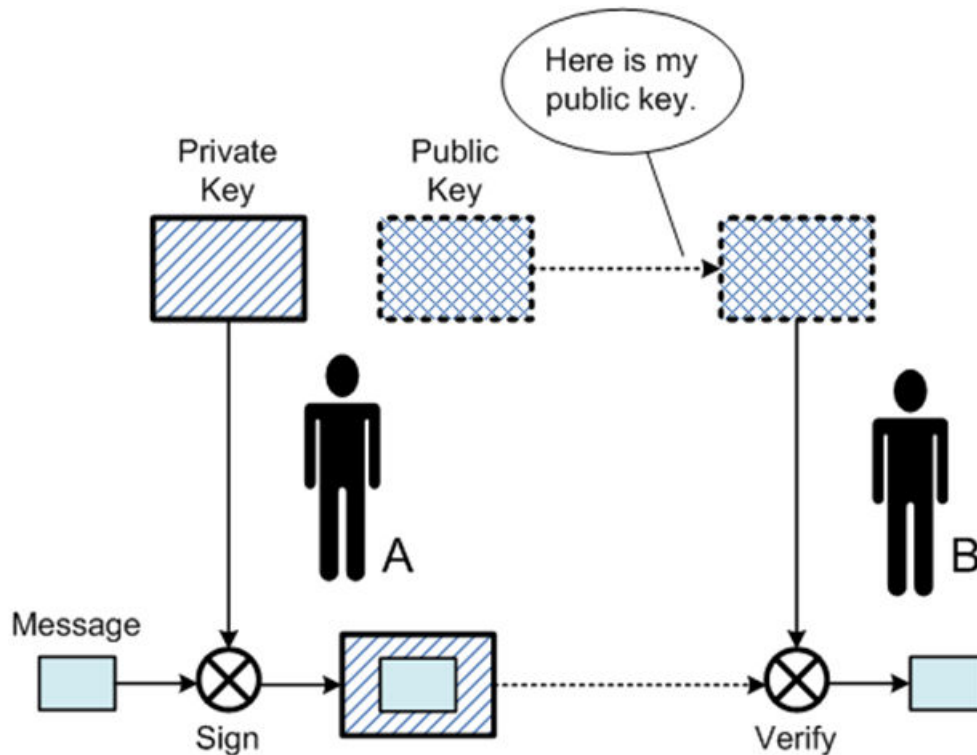 Here is my
public key.
Private
Key
Public
Key
A
B
Message
Sign
Verify